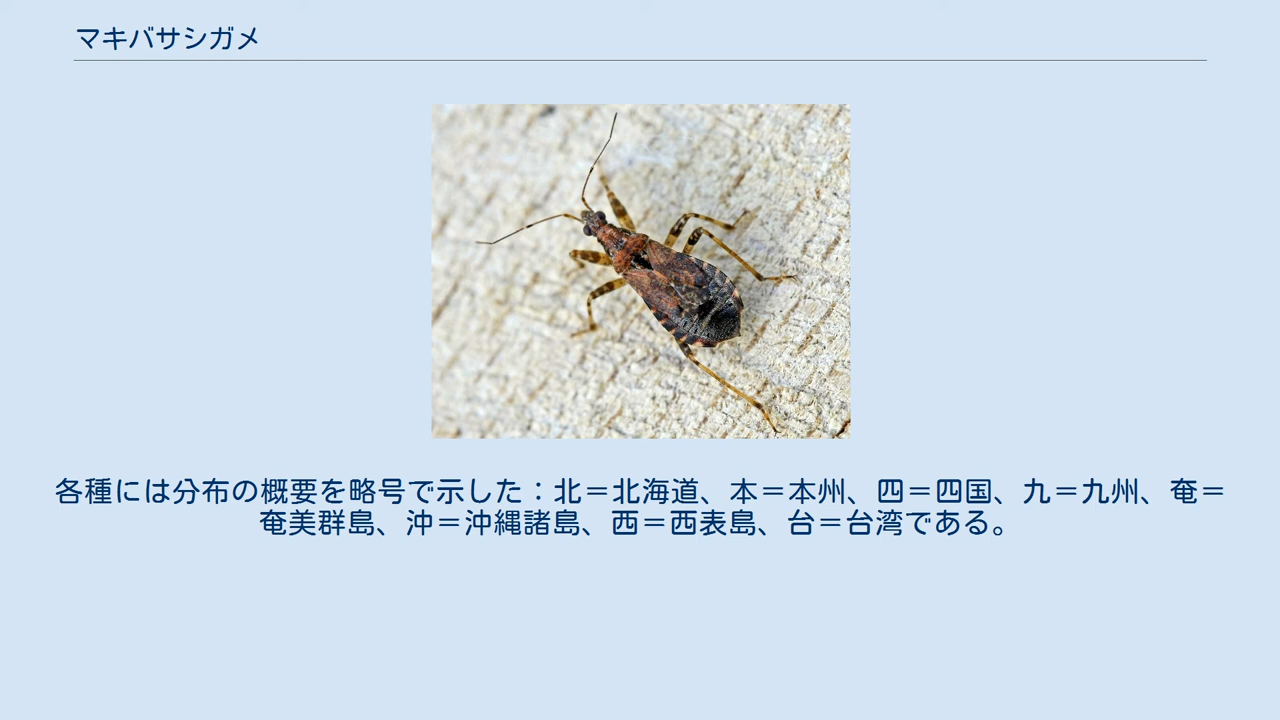 マキバサシガメ
各種には分布の概要を略号で示した：北＝北海道、本＝本州、四＝四国、九＝九州、奄＝
奄美群島、沖＝沖縄諸島、西＝西表島、台＝台湾である。